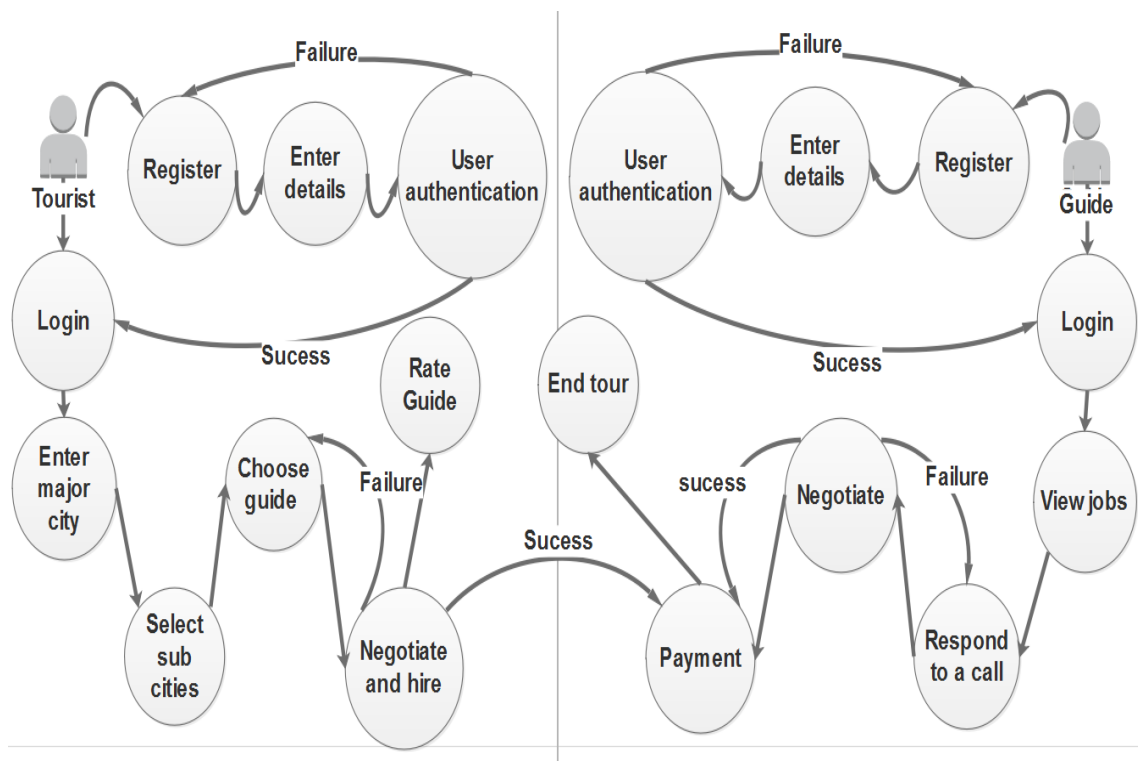 Failure
Failure
Register
Enter
details
User
authentication
User
authentication
Enter
details
Register
Tourist
Guide
Login
Login
Sucess
Sucess
Rate
Guide
End tour
Enter
major
city
Choose
guide
Failure
sucess
Negotiate
Failure
View jobs
Sucess
Select
sub
cities
Negotiate
and hire
Payment
Respond
to a call